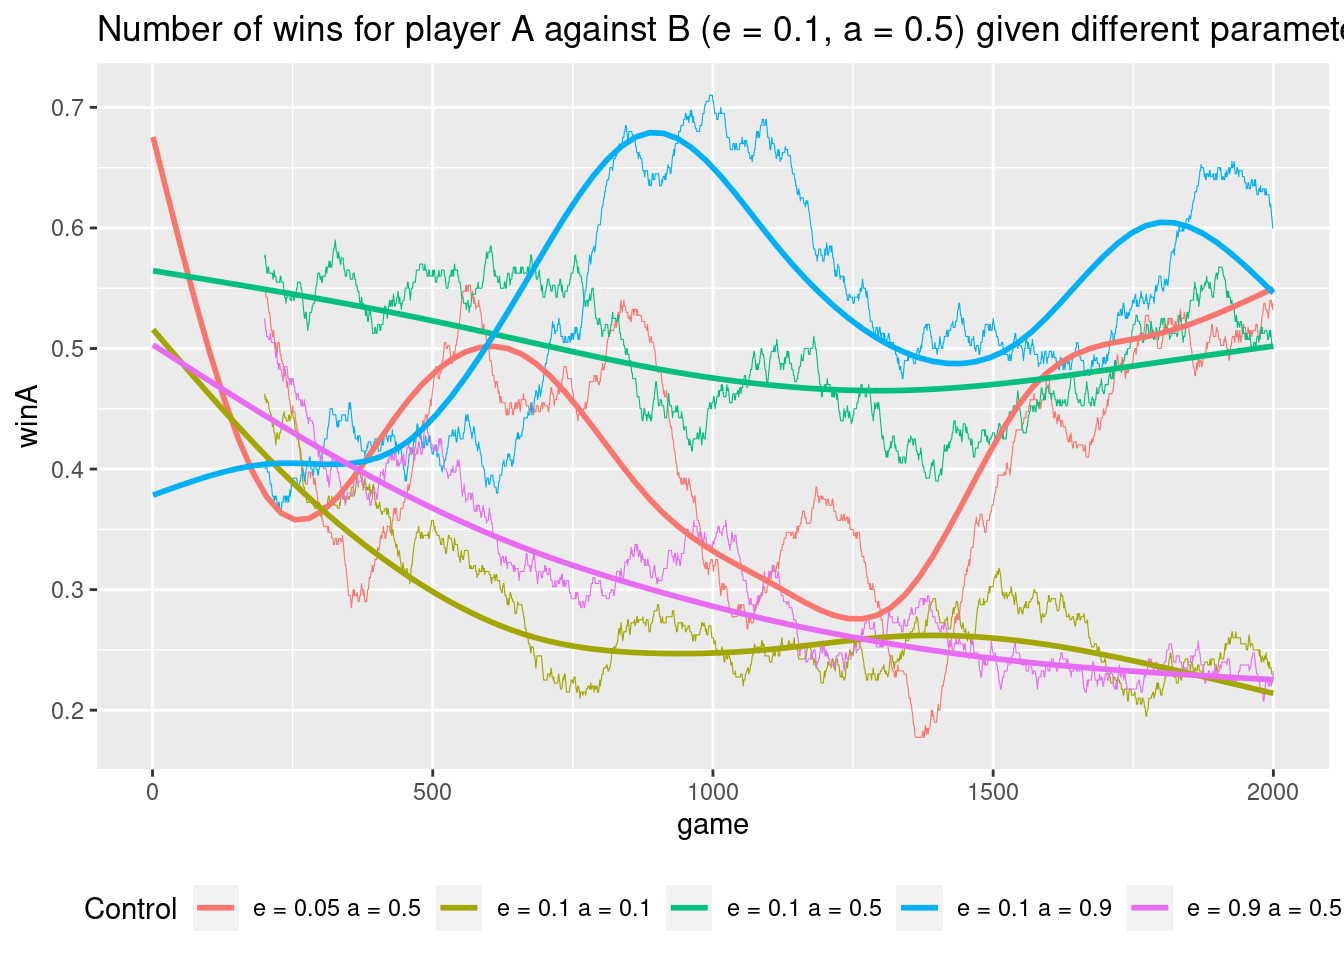 Number of wins for player A against B (e = 0.1, a = 0.5) given different paramete
winA
0.7
0.6
0.5
0.4
0.3
0.2
0 500 1000 1500 2000
game
Control e = 0.05 a = 0.5 e = 0.1 a = 0.1 e = 0.1 a = 0.5 e = 0.1 a = 0.9 e = 0.9 a = 0.5